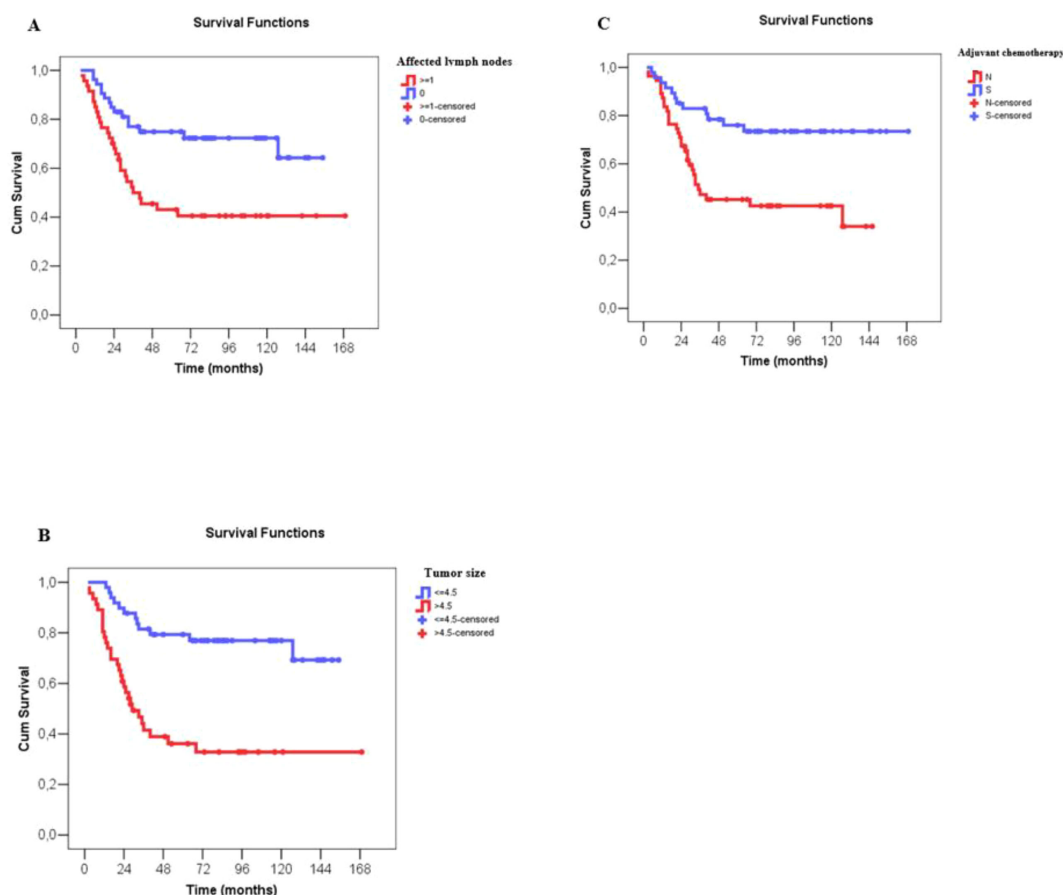 A
Survival Functions
Affected lymph nodes
>=1
0
>=1-censored
0-censored
Cum Survival
1,0
0,8
0,6
0,4
0,2
0,0
0 24 48 72 96 120 144 168
Time (months)
C
Survival Functions
Adjuvant chemotherapy
N
S
N-censored
S-censored
Cum Survival
1,0
0,8
0,6
0,4
0,2
0,0
0 24 48 72 96 120 144 168
Time (months)
B
Survival Functions
Tumor size
<=4.5
>4.5
<=4.5-censored
>4.5-censored
Cum Survival
1,0
0,8
0,6
0,4
0,2
0,0
0 24 48 72 96 120 144 168
Time (months)